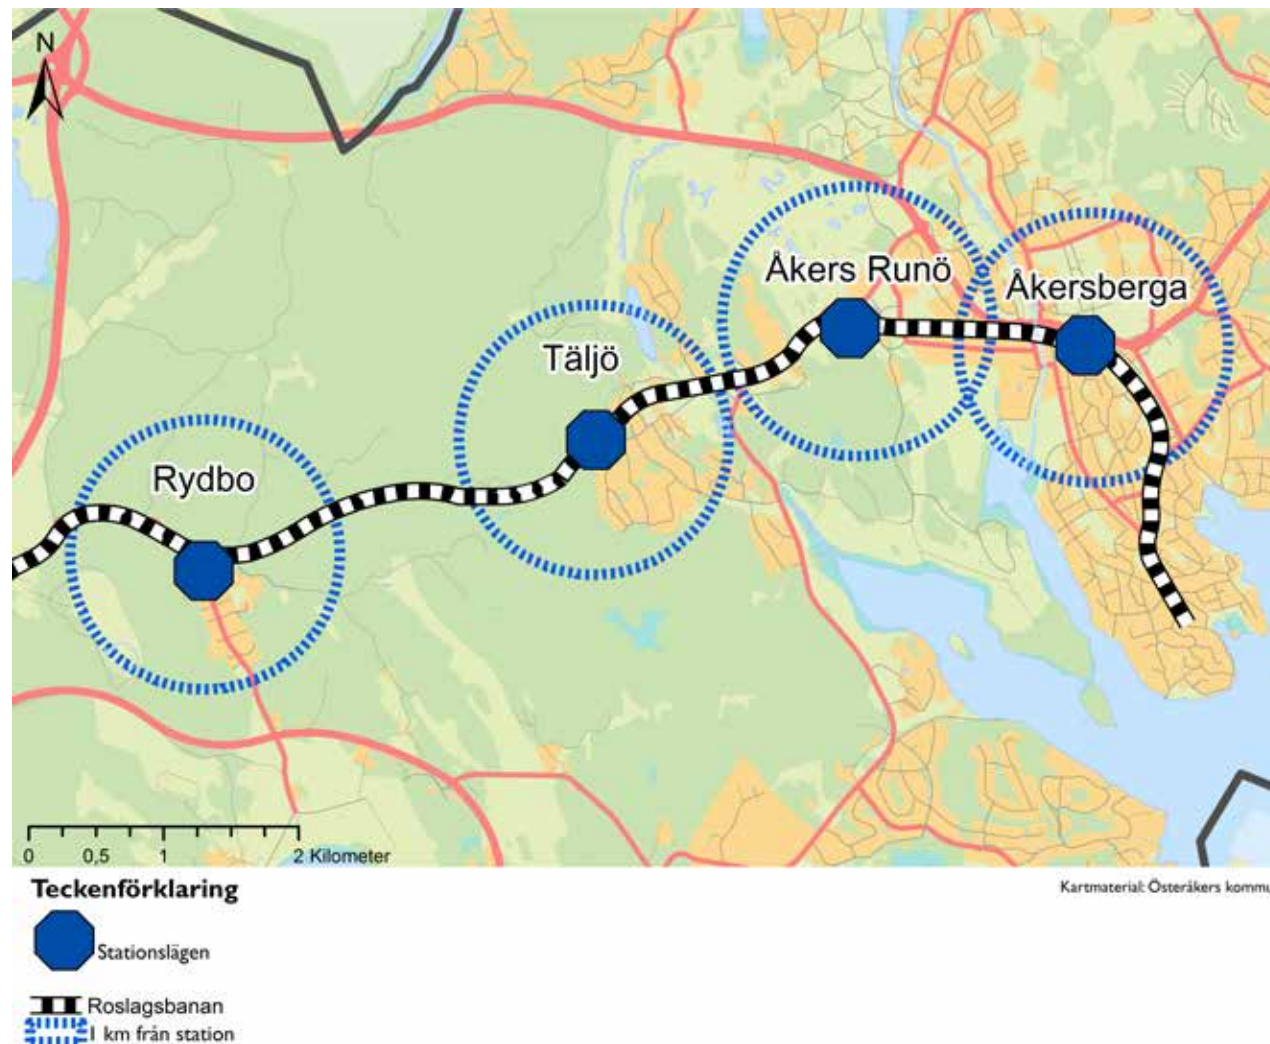 N
Åkers Runö
Åkersberga
Täljö
Rydbo
0 0,5 1 2 Kilometer
Teckenförklaring
Kartmaterial: Österåkers kommu
Stationslägen
Roslagsbanan
1 km från station